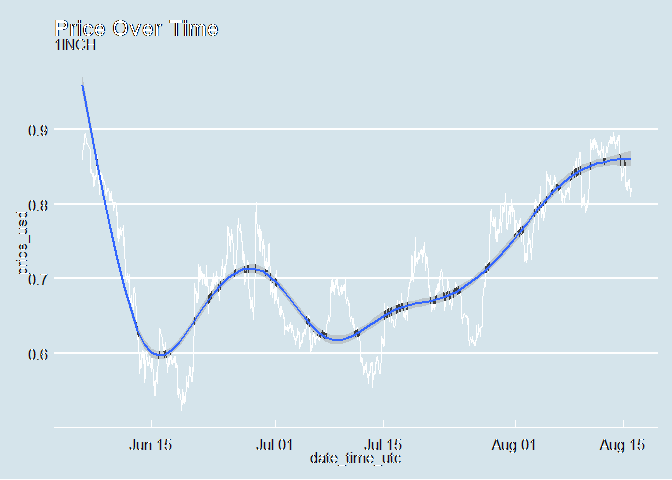 Price Over Time
1INCH
0.9
0.8
0.7
0.6
price_usd
Jun 15 Jul 01 Jul 15 Aug 01 Aug 15
date_time_utc